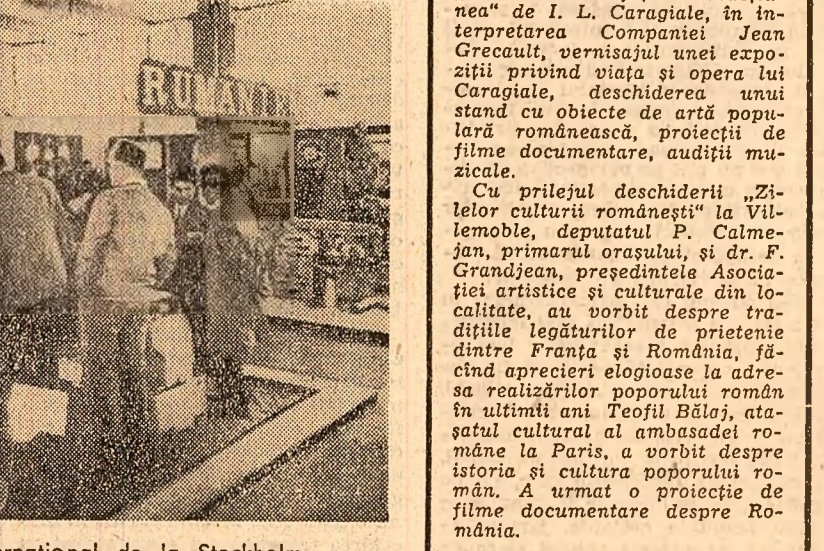 RUMANIEN
ernațional de la Stockholm
nea“ de I. L. Caragiale, în in-
terpretarea Companiei Jean
Grecault, vernisajul unei expo-
ziții privind viața și opera lui
Caragiale, deschiderea unui
stand cu obiecte de artă popu-
lară românească, proiecții de
filme documentare, audiții mu-
zicale.
Cu prilejul deschiderii „Zi-
lelor culturii românești“ la Vil-
lemoble, deputatul P. Calme-
jan, primarul orașului, și dr. F.
Grandjean, președintele Asocia-
ției artistice și culturale din lo-
calitate, au vorbit despre tra-
dițiile legăturilor de prietenie
dintre Franța și România, fă-
cînd aprecieri elogioase la adre-
sa realizărilor poporului român
în ultimii ani Teofil Bălaj, ata-
șatul cultural al ambasadei ro-
mâne la Paris, a vorbit despre
istoria și cultura poporului ro-
mân. A urmat o proiecție de
filme documentare despre Ro-
mânia.